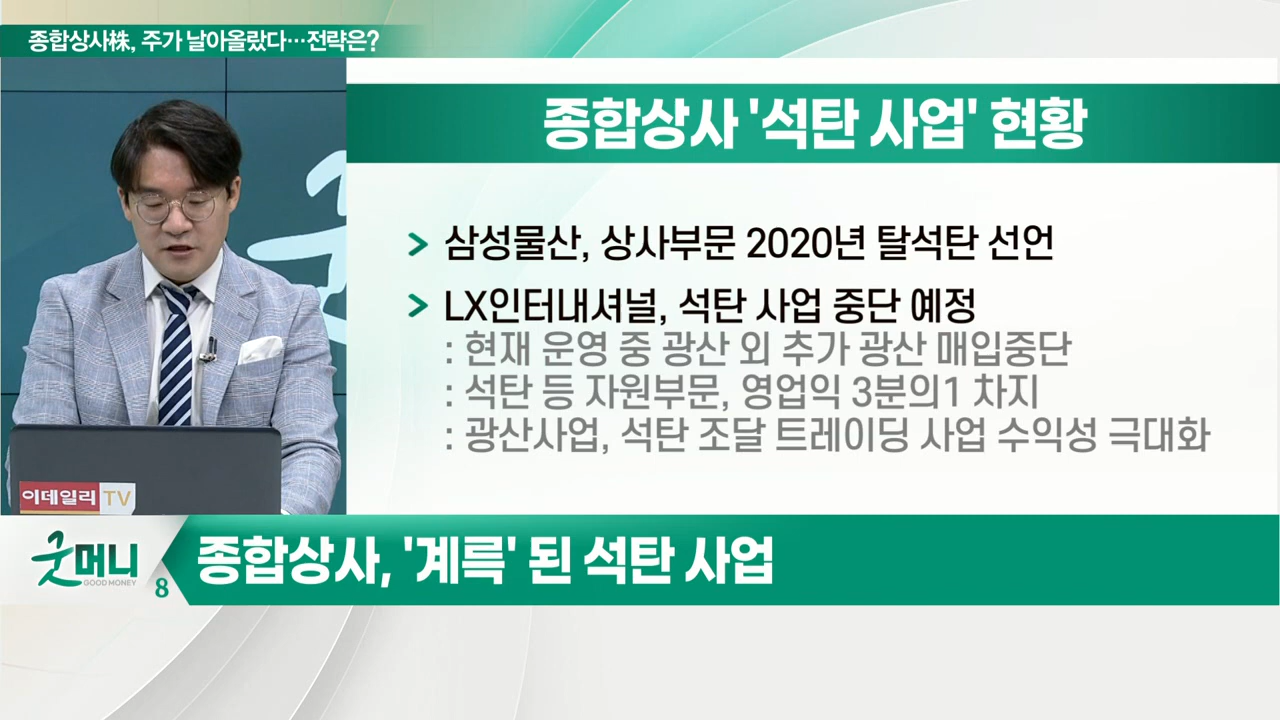 종합상사株, 주가 날아올랐다…전략은?
종합상사 '석탄 사업' 현황
> 삼성물산, 상사부문 2020년 탈석탄 선언
> LX인터내셔널, 석탄 사업 중단 예정
: 현재 운영 중 광산 외 추가 광산 매입중단
: 석탄 등 자원부문, 영업익 3분의1 차지
: 광산사업, 석탄 조달 트레이딩 사업 수익성 극대화
이데일리 TV
굿머니
GOOD MONEY
8
종합상사, '계륵' 된 석탄 사업